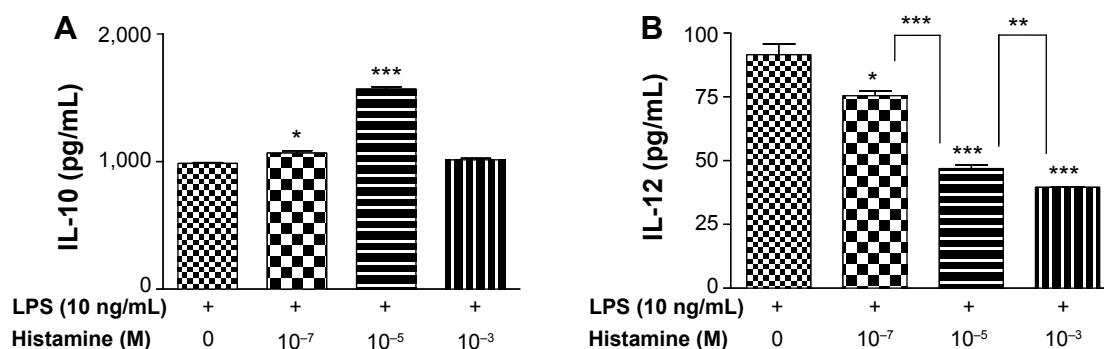 A
2,000
1,000
0
IL-10 (pg/mL)
*
***
LPS (10 ng/mL) + + + +
Histamine (M) 0 10⁻⁷ 10⁻⁵ 10⁻³
B
100
75
50
25
0
IL-12 (pg/mL)
*** **
*
***
***
LPS (10 ng/mL) + + + +
Histamine (M) 0 10⁻⁷ 10⁻⁵ 10⁻³